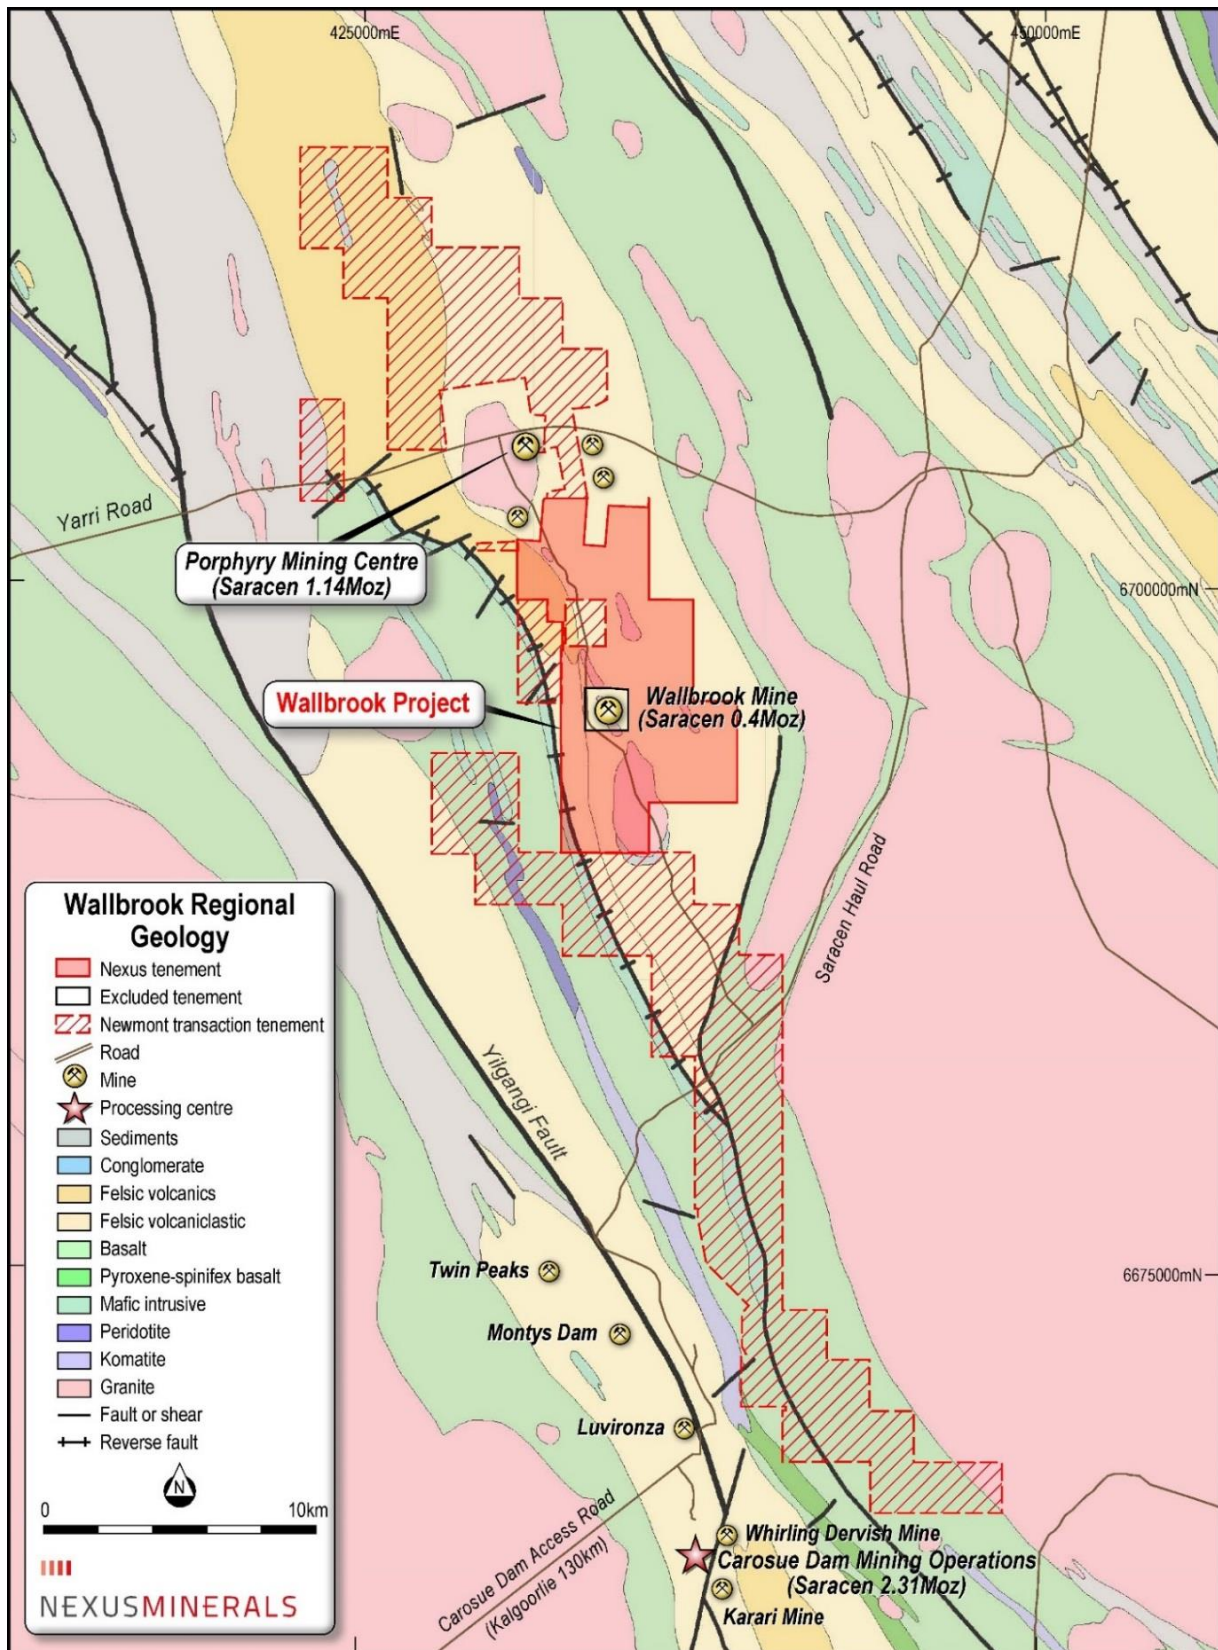 425000mE
450000mE
Yarri Road
Porphyry Mining Centre
(Saracen 1.14Moz)
6700000mN
Wallbrook Project
Wallbrook Mine
(Saracen 0.4Moz)
Saracen Haul Road
Yilgangi Fault
Twin Peaks
6675000mN
Montys Dam
Luvironza
Whirling Dervish Mine
Carosue Dam Mining Operations
(Saracen 2.31Moz)
Karari Mine
Carosue Dam Access Road
(Kalgoortlie 130km)
Wallbrook Regional
Geology
Nexus tenement
Excluded tenement
Newmont transaction tenement
Road
Mine
Processing centre
Sediments
Conglomerate
Felsic volcanics
Felsic volcaniclastic
Basalt
Pyroxene-spinifex basalt
Mafic intrusive
Peridotite
Komatite
Granite
Fault or shear
Reverse fault
N
0 10km
NEXUSMINERALS